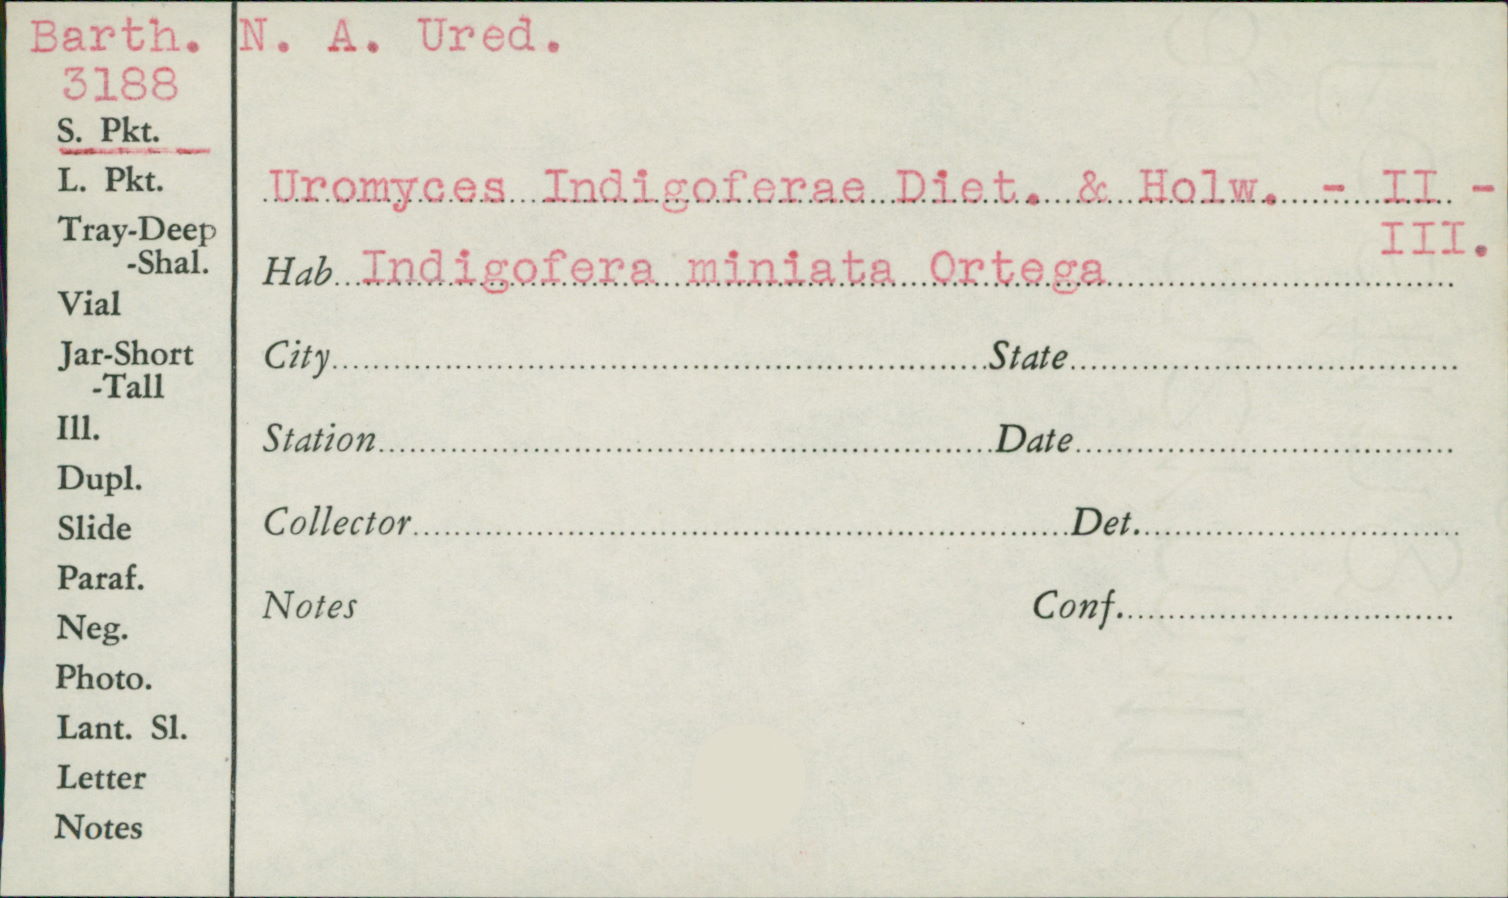 Barth. N. A. Ured.
3188
S. Pkt.
L. Pkt.
Tray-Deep
-Shal.
Vial
Jar-Short
-Tall
Ill.
Dupl.
Slide
Paraf.
Neg.
Photo.
Lant. Sl.
Letter
Notes
Uromyces Indigoferae Diet. & Holw. - II -
III.
Hab Indigofera miniata Ortega
City State
Station Date
Collector Det.
Notes Conf.